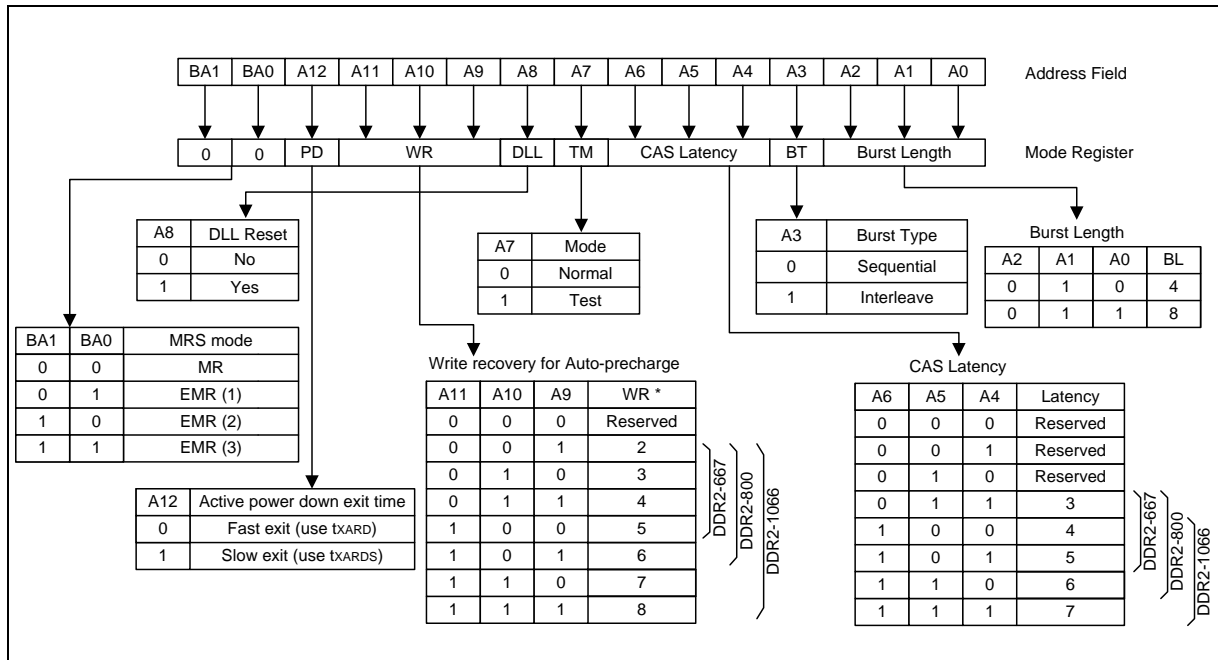 BA1 BA0 A12 A11 A10 A9 A8 A7 A6 A5 A4 A3 A2 A1 A0 Address Field
0 0 PD WR DLL TM CAS Latency BT Burst Length Mode Register
A8 DLL Reset
0 No
1 Yes
A7 Mode
0 Normal
1 Test
A3 Burst Type
0 Sequential
1 Interleave
Burst Length
A2 A1 A0 BL
0 1 0 4
0 1 1 8
BA1 BA0 MRS mode
0 0 MR
0 1 EMR (1)
1 0 EMR (2)
1 1 EMR (3)
A12 Active power down exit time
0 Fast exit (use tXARD)
1 Slow exit (use tXARDS)
Write recovery for Auto-precharge
A11 A10 A9 WR *
0 0 0 Reserved
0 0 1 2
0 1 0 3
0 1 1 4
1 0 0 5
1 0 1 6
1 1 0 7
1 1 1 8
DDR2-667
DDR2-800
DDR2-1066
CAS Latency
A6 A5 A4 Latency
0 0 0 Reserved
0 0 1 Reserved
0 1 0 Reserved
0 1 1 3
1 0 0 4
1 0 1 5
1 1 0 6
1 1 1 7
DDR2-667
DDR2-800
DDR2-1066